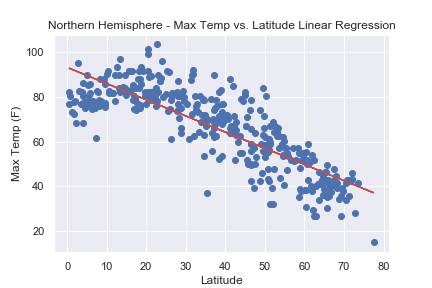 Northern Hemisphere - Max Temp vs. Latitude Linear Regression
100
80
60
40
20
Max Temp (F)
0 10 20 30 40 50 60 70 80
Latitude